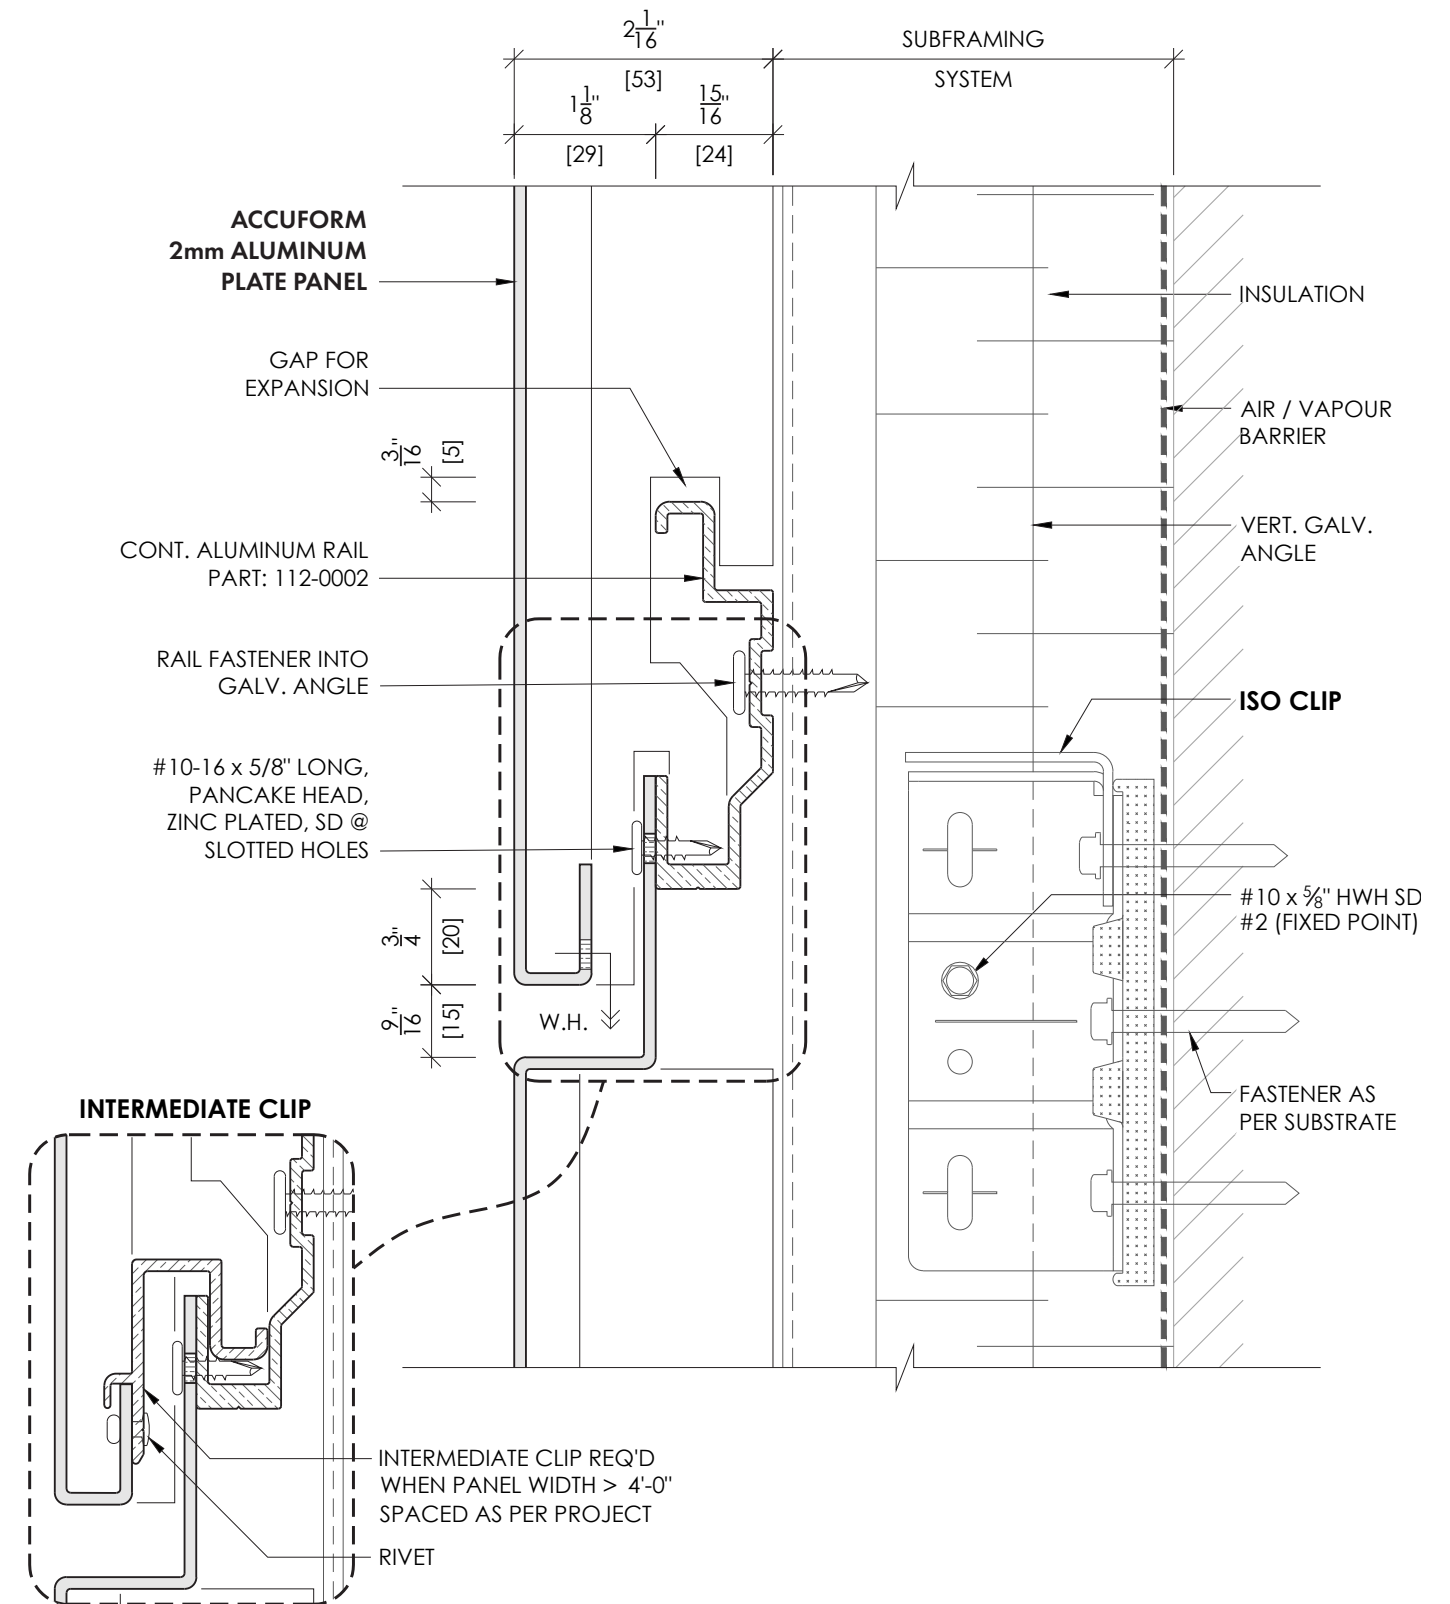 2 1/16"
[53]
SUBFRAMING
SYSTEM
1 1/8"
[29]
15/16"
[24]
ACCUFORM
2mm ALUMINUM
PLATE PANEL
INSULATION
GAP FOR
EXPANSION
AIR / VAPOUR
BARRIER
3/16"
[5]
VERT. GALV.
ANGLE
CONT. ALUMINUM RAIL
PART: 112-0002
RAIL FASTENER INTO
GALV. ANGLE
ISO CLIP
#10-16 x 5/8" LONG,
PANCAKE HEAD,
ZINC PLATED, SD @
SLOTTED HOLES
#10 x 5/8" HWH SD
#2 (FIXED POINT)
3/4"
[20]
9/16"
[15]
W.H.
FASTENER AS
PER SUBSTRATE
INTERMEDIATE CLIP
INTERMEDIATE CLIP REQ'D
WHEN PANEL WIDTH > 4'-0"
SPACED AS PER PROJECT
RIVET